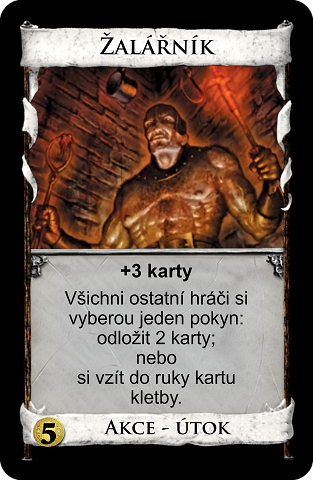 Žalářník
+3 karty
Všichni ostatní hráči si
vyberou jeden pokyn:
odložit 2 karty;
nebo
si vzít do ruky kartu
kletby.
5
Akce - útok